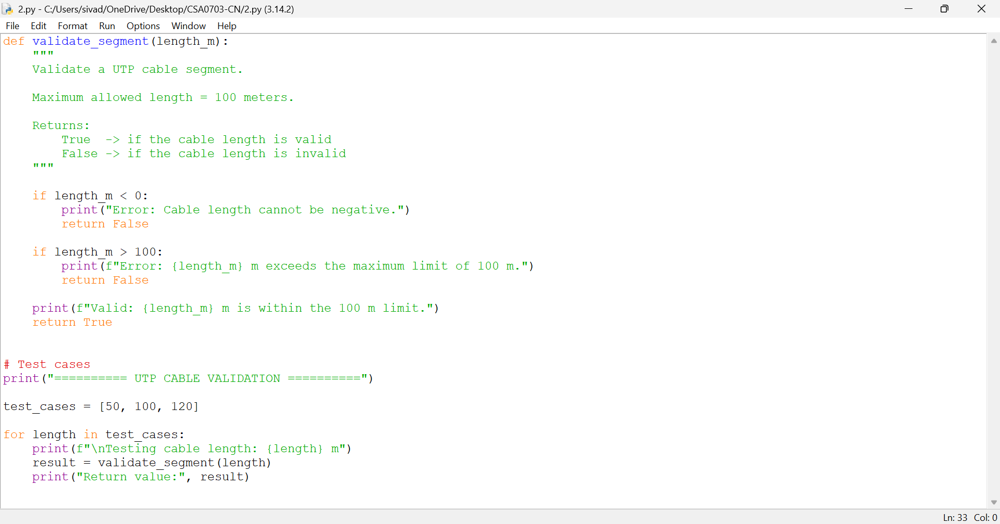 2.py - C:/Users/sivad/OneDrive/Desktop/CSA0703-CN/2.py (3.14.2)
File Edit Format Run Options Window Help
def validate_segment(length_m):
    """
    Validate a UTP cable segment.

    Maximum allowed length = 100 meters.

    Returns:
        True  -> if the cable length is valid
        False -> if the cable length is invalid
    """

    if length_m < 0:
        print("Error: Cable length cannot be negative.")
        return False

    if length_m > 100:
        print(f"Error: {length_m} m exceeds the maximum limit of 100 m.")
        return False

    print(f"Valid: {length_m} m is within the 100 m limit.")
    return True


# Test cases
print("========== UTP CABLE VALIDATION ==========")

test_cases = [50, 100, 120]

for length in test_cases:
    print(f"\nTesting cable length: {length} m")
    result = validate_segment(length)
    print("Return value:", result)
Ln: 33 Col: 0